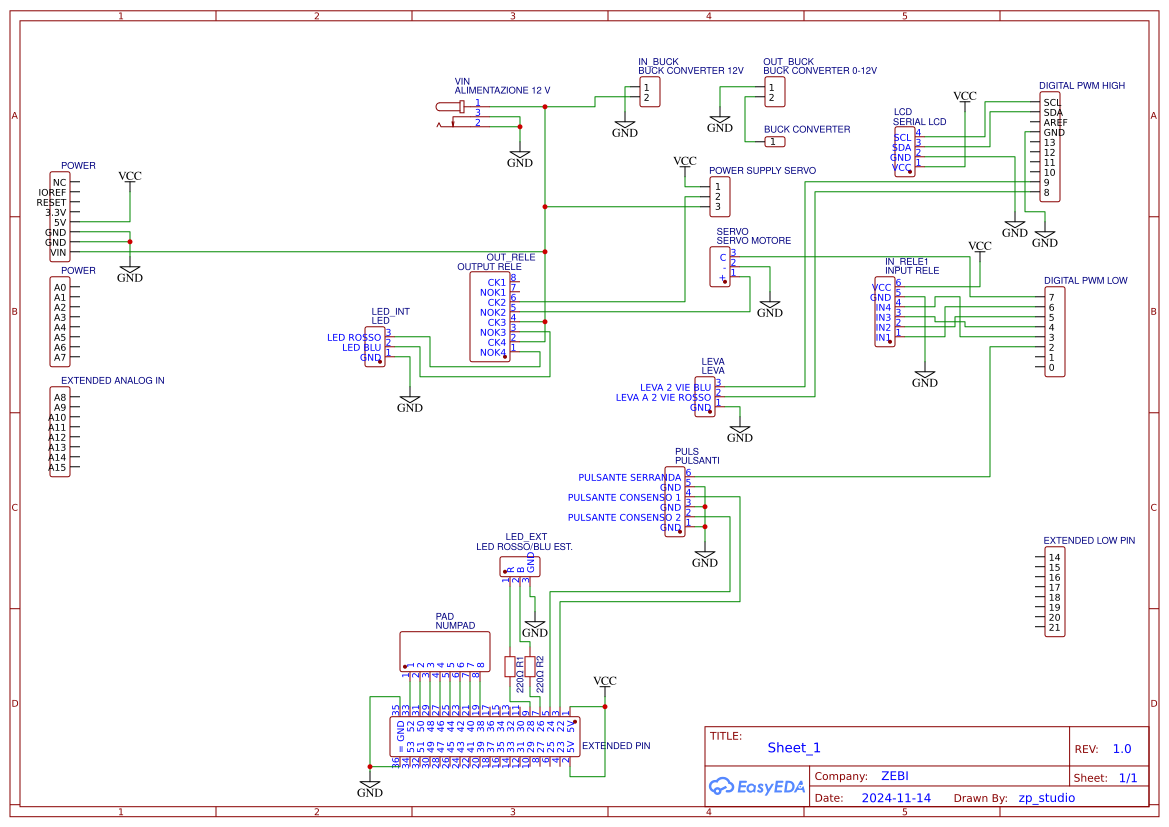 1 2 3 4 5
A
B
C
D
A
B
C
D
1 2 3 4 5
VIN
ALIMENTAZIONE 12 V
1
3
2
GND
IN_BUCK
BUCK CONVERTER 12V
1
2
GND
OUT_BUCK
BUCK CONVERTER 0-12V
1
2
GND
BUCK CONVERTER
1
LCD
SERIAL LCD
SCL 4
SDA 3
GND 2
VCC 1
VCC
GND
GND
DIGITAL PWM HIGH
SCL
SDA
AREF
GND
13
12
11
10
9
8
POWER
NC
IOREF
RESET
3.3V
5V
GND
GND
VIN
VCC
GND
POWER
A0
A1
A2
A3
A4
A5
A6
A7
EXTENDED ANALOG IN
A8
A9
A10
A11
A12
A13
A14
A15
VCC
POWER SUPPLY SERVO
1
2
3
SERVO
SERVO MOTORE
C 3
- 2
+ 1
GND
OUT_RELE
OUTPUT RELE
CK1 8
NOK1 7
CK2 6
NOK2 5
CK3 4
NOK3 3
CK4 2
NOK4 1
LED_INT
LED
LED ROSSO 3
LED BLU 2
GND 1
GND
IN_RELE1
INPUT RELE
VCC 6
GND 5
IN4 4
IN3 3
IN2 2
IN1 1
VCC
GND
DIGITAL PWM LOW
7
6
5
4
3
2
1
0
LEVA
LEVA
LEVA 2 VIE BLU 3
LEVA A 2 VIE ROSSO 2
GND 1
GND
PULS
PULSANTI
PULSANTE SERRANDA 6
GND 5
PULSANTE CONSENSO 1 4
GND 3
PULSANTE CONSENSO 2 2
GND 1
GND
EXTENDED LOW PIN
14
15
16
17
18
19
20
21
LED_EXT
LED ROSSO/BLU EST.
R B GND
1 2 3
GND
220Ω R1
220Ω R2
PAD
NUMPAD
1 2 3 4 5 6 7 8
1 2 3 4 5 6 7 8
VCC
35 33 31 29 27 25 23 21 19 17 15 13 11 9 7 5 3 1
GND 52 50 48 46 44 42 40 38 36 34 32 30 28 26 24 22 5V
= 53 51 49 47 45 43 41 39 37 35 33 31 29 27 25 23 5V
36 34 32 30 28 26 24 22 20 18 16 14 12 10 8 6 4 2
EXTENDED PIN
GND
TITLE:
Sheet_1
REV: 1.0
EasyEDA
Company: ZEBI
Sheet: 1/1
Date: 2024-11-14 Drawn By: zp_studio